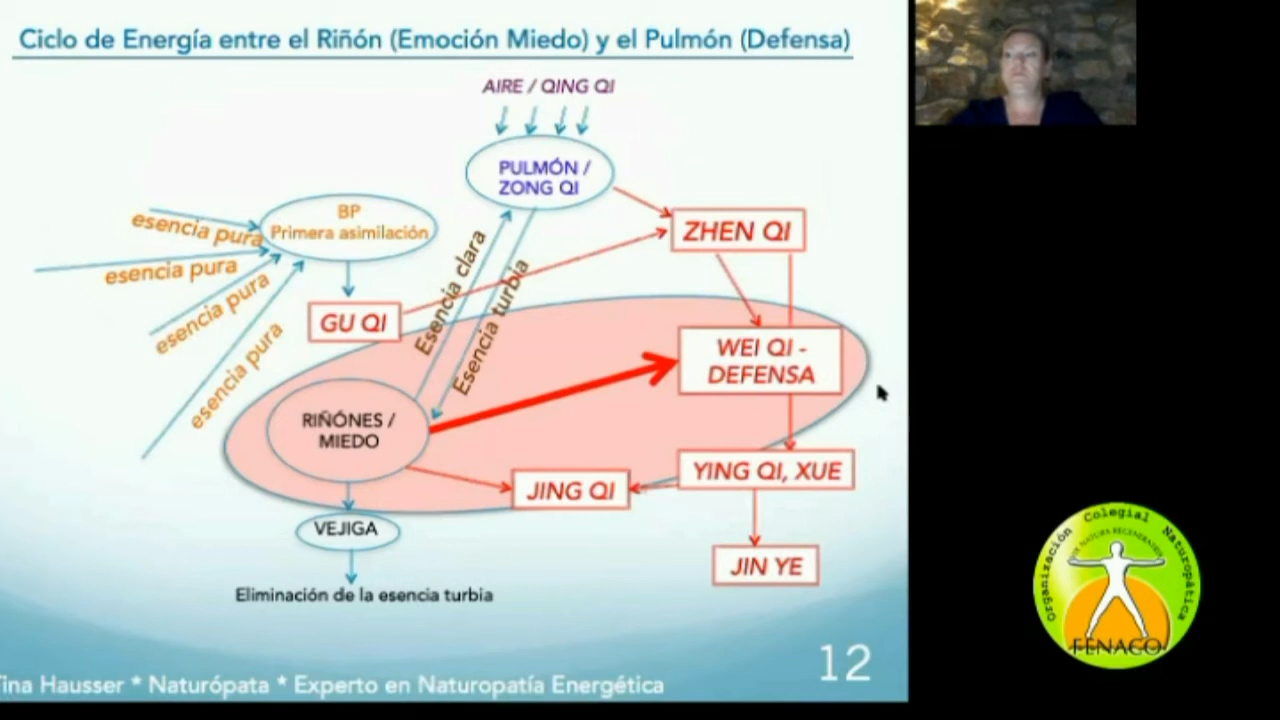 Ciclo de Energía entre el Riñón (Emoción Miedo) y el Pulmón (Defensa)
AIRE / QING QI
PULMÓN /
ZONG QI
BP
Primera asimilación
esencia pura
esencia pura
esencia pura
esencia pura
ZHEN QI
GU QI
Esencia clara
Esencia turbia
WEI QI -
DEFENSA
RIÑÓNES /
MIEDO
YING QI, XUE
JING QI
VEJIGA
JIN YE
Eliminación de la esencia turbia
12
Tina Hausser * Naturópata * Experto en Naturopatía Energética
Organización Colegial Naturopática
NATURA REGENERATUR
FENACO